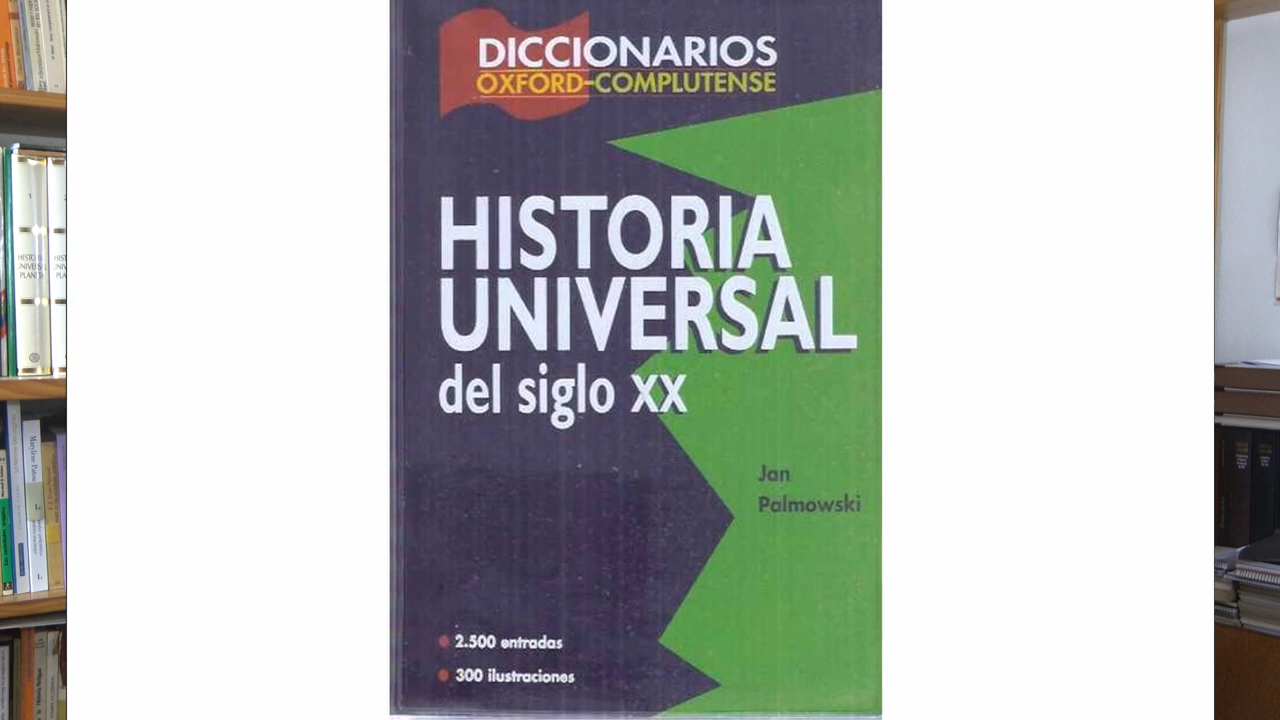 DICCIONARIOS
OXFORD-COMPLUTENSE
HISTORIA
UNIVERSAL
del siglo XX
Jan
Palmowski
2.500 entradas
300 ilustraciones